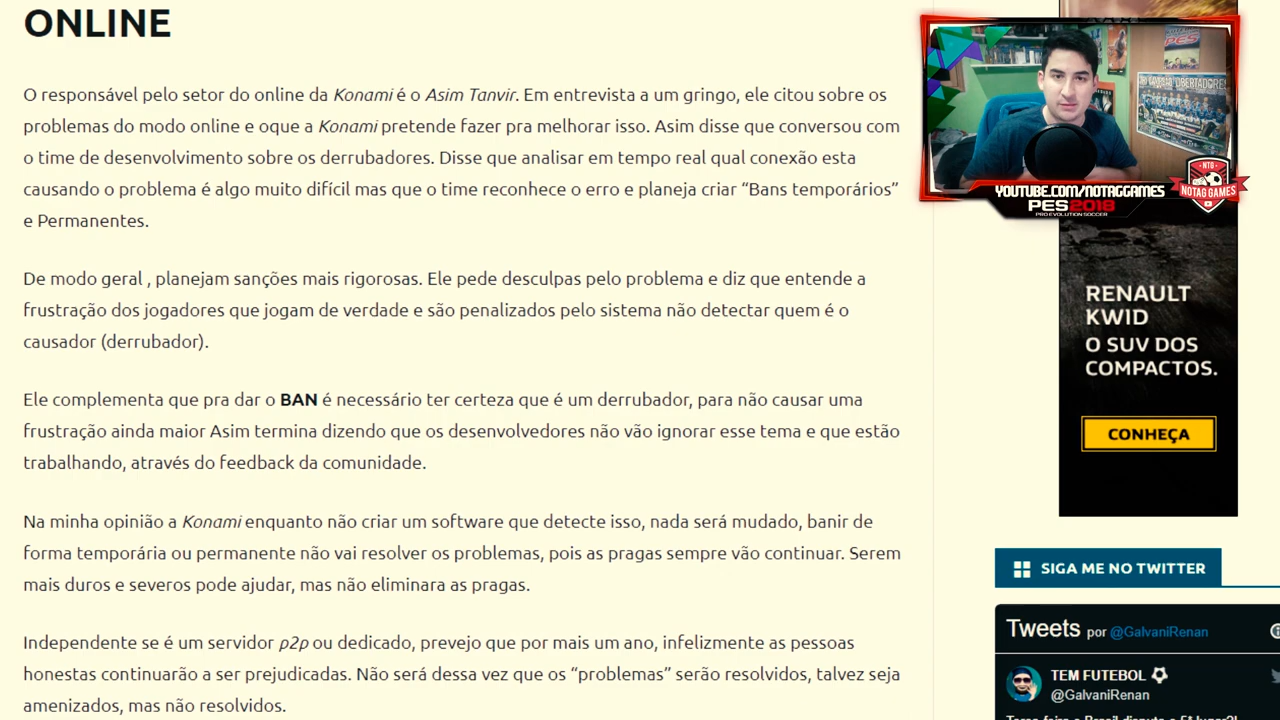 ONLINE
O responsável pelo setor do online da Konami é o Asim Tanvir. Em entrevista a um gringo, ele citou sobre os
problemas do modo online e oque a Konami pretende fazer pra melhorar isso. Asim disse que conversou com
o time de desenvolvimento sobre os derrubadores. Disse que analisar em tempo real qual conexão esta
causando o problema é algo muito difícil mas que o time reconhece o erro e planeja criar “Bans temporários”
e Permanentes.
De modo geral , planejam sanções mais rigorosas. Ele pede desculpas pelo problema e diz que entende a
frustração dos jogadores que jogam de verdade e são penalizados pelo sistema não detectar quem é o
causador (derrubador).
Ele complementa que pra dar o BAN é necessário ter certeza que é um derrubador, para não causar uma
frustração ainda maior Asim termina dizendo que os desenvolvedores não vão ignorar esse tema e que estão
trabalhando, através do feedback da comunidade.
Na minha opinião a Konami enquanto não criar um software que detecte isso, nada será mudado, banir de
forma temporária ou permanente não vai resolver os problemas, pois as pragas sempre vão continuar. Serem
mais duros e severos pode ajudar, mas não eliminara as pragas.
Independente se é um servidor p2p ou dedicado, prevejo que por mais um ano, infelizmente as pessoas
honestas continuarão a ser prejudicadas. Não será dessa vez que os “problemas” serão resolvidos, talvez seja
amenizados, mas não resolvidos.
PES
LIBERTADORES
YOUTUBE.COM/NOTAGGAMES
PES2018
PRO EVOLUTION SOCCER
NTG
NOTAG GAMES
RENAULT
KWID
O SUV DOS
COMPACTOS.
CONHEÇA
SIGA ME NO TWITTER
Tweets por @GalvaniRenan
TEM FUTEBOL
@GalvaniRenan